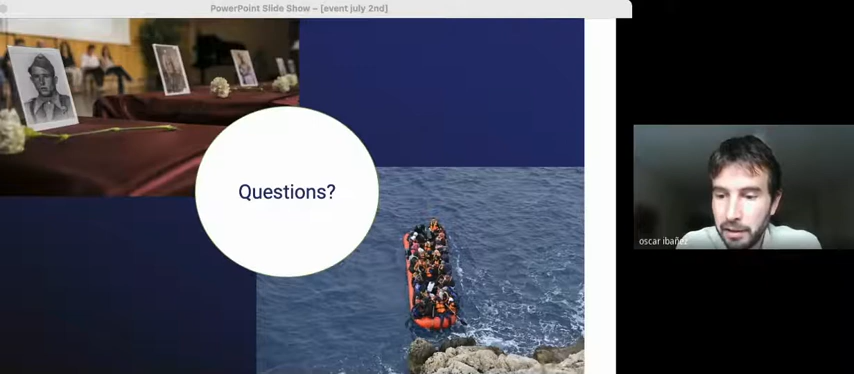 PowerPoint Slide Show – [event july 2nd]
Questions?
oscar ibañez